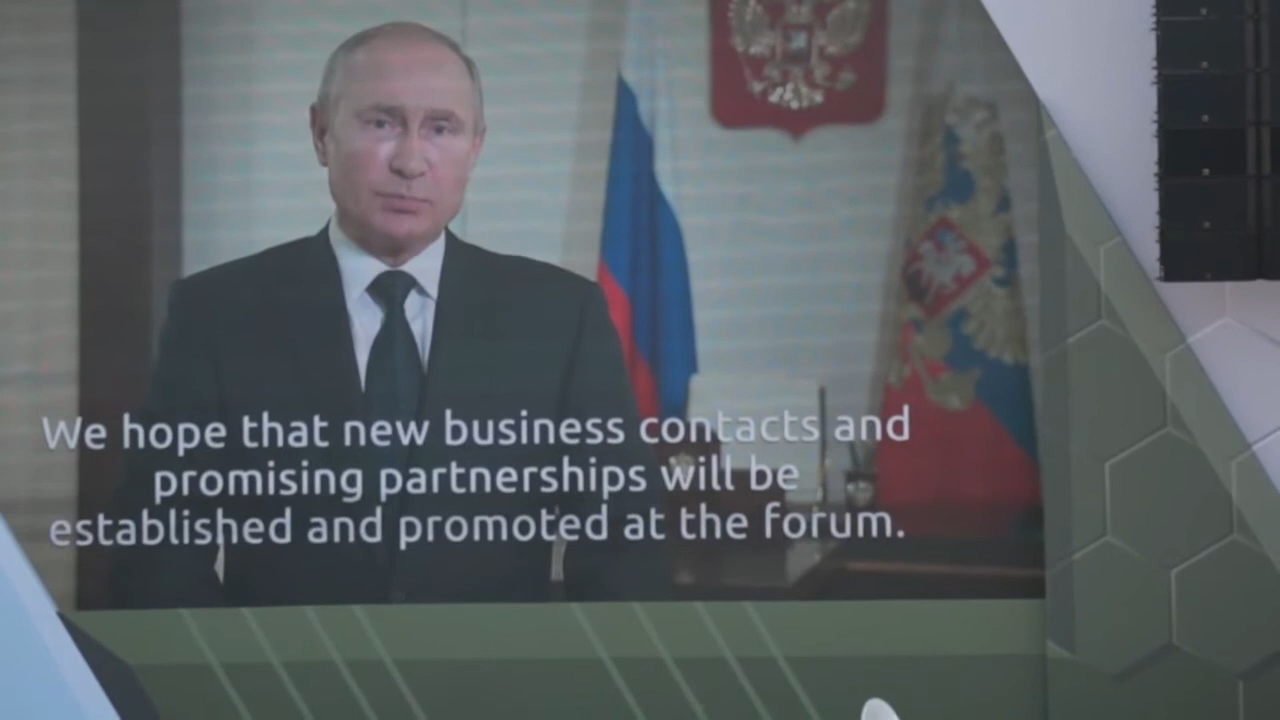 We hope that new business contacts and
promising partnerships will be
established and promoted at the forum.